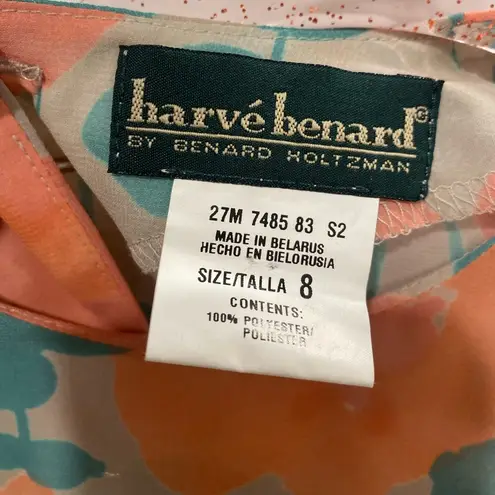 harvé benard®
BY BENARD HOLTZMAN
27M 7485 83 S2
MADE IN BELARUS
HECHO EN BIELORUSIA
SIZE/TALLA 8
CONTENTS:
100% POLYESTER/
POLIESTER